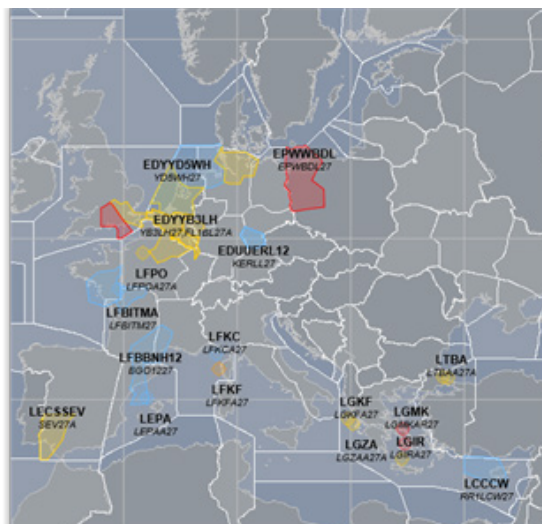 EDYYD5WH
YD5WH27
EPWWBDL
EPWBDL27
EDYYB3LH
YB3LH27,FL16L27A
EDUUERL12
KERLL27
LFPO
LFPOA27A
LFBITMA
LFBITM27
LFBBNH12
BGO1227
LFKC
LFKCA27
LTBA
LTBAA27A
LFKF
LFKFA27
LECSSEV
SEV27A
LEPA
LEPAA27
LGKF
LGKFA27
LGMK
LGMKAR27
LGZA
LGZAA27A
LGIR
LGIRA27
LCCCW
RR1LCW27